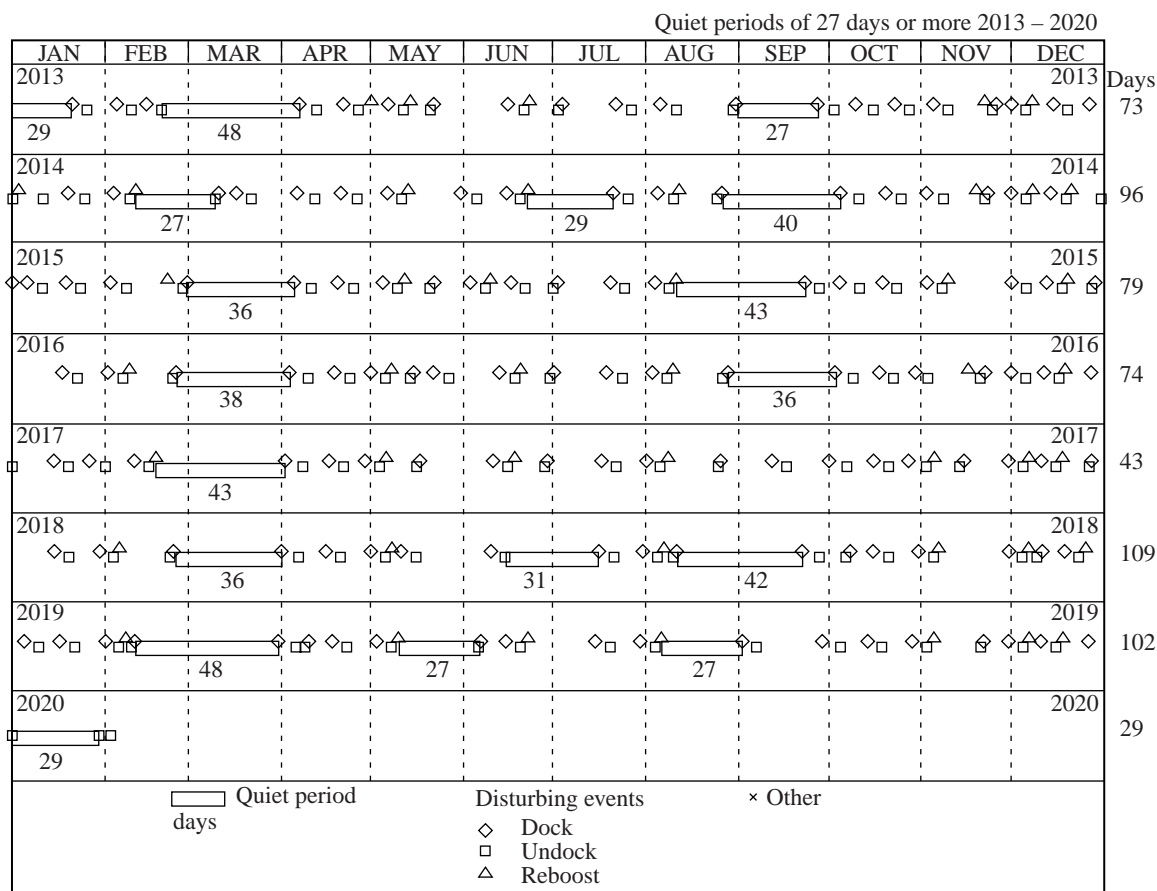 Quiet periods of 27 days or more 2013 – 2020
JAN FEB MAR APR MAY JUN JUL AUG SEP OCT NOV DEC
2013 2013 Days
73
29 48 27
2014 2014
96
27 29 40
2015 2015
79
36 43
2016 2016
74
38 36
2017 2017
43
43
2018 2018
109
36 31 42
2019 2019
102
48 27 27
2020 2020
29
29
Quiet period Disturbing events × Other
days
Dock
Undock
Reboost